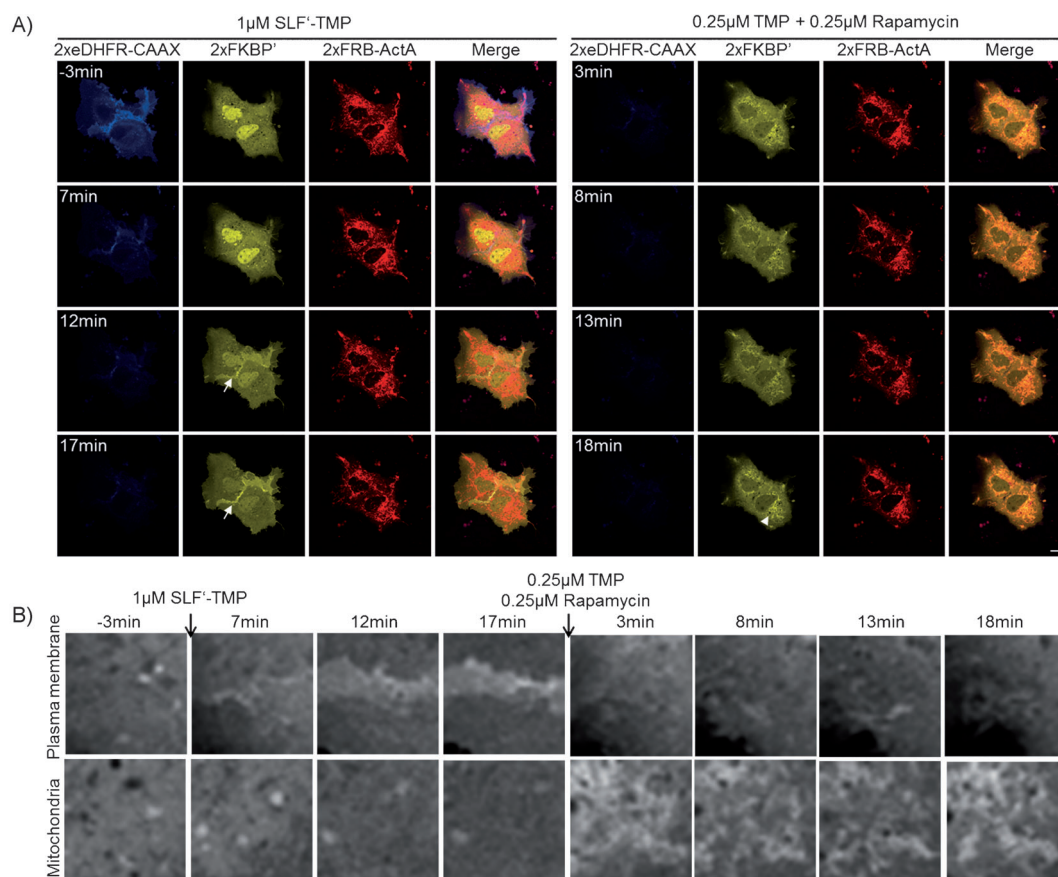 A)
1µM SLF‘-TMP
0.25µM TMP + 0.25µM Rapamycin
2xeDHFR-CAAX 2xFKBP’ 2xFRB-ActA Merge
2xeDHFR-CAAX 2xFKBP’ 2xFRB-ActA Merge
-3min
3min
7min
8min
12min
13min
17min
18min
B)
1µM SLF‘-TMP
0.25µM TMP
0.25µM Rapamycin
-3min 7min 12min 17min 3min 8min 13min 18min
Plasma membrane
Mitochondria